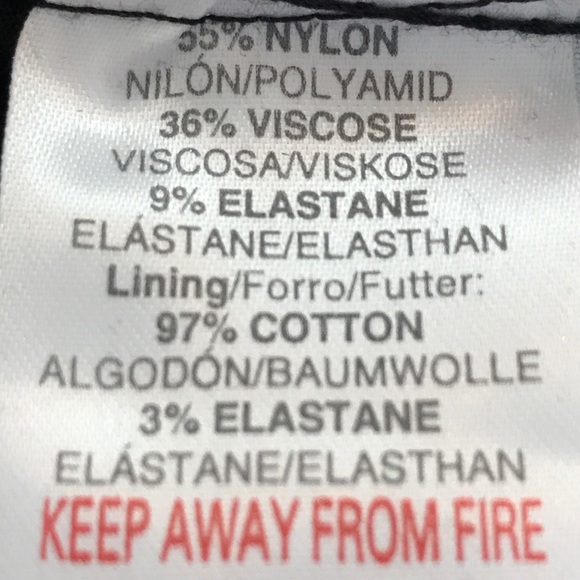 55% NYLON
NILÓN/POLYAMID
36% VISCOSE
VISCOSA/VISKOSE
9% ELASTANE
ELÁSTANE/ELASTHAN
Lining/Forro/Futter:
97% COTTON
ALGODÓN/BAUMWOLLE
3% ELASTANE
ELÁSTANE/ELASTHAN
KEEP AWAY FROM FIRE